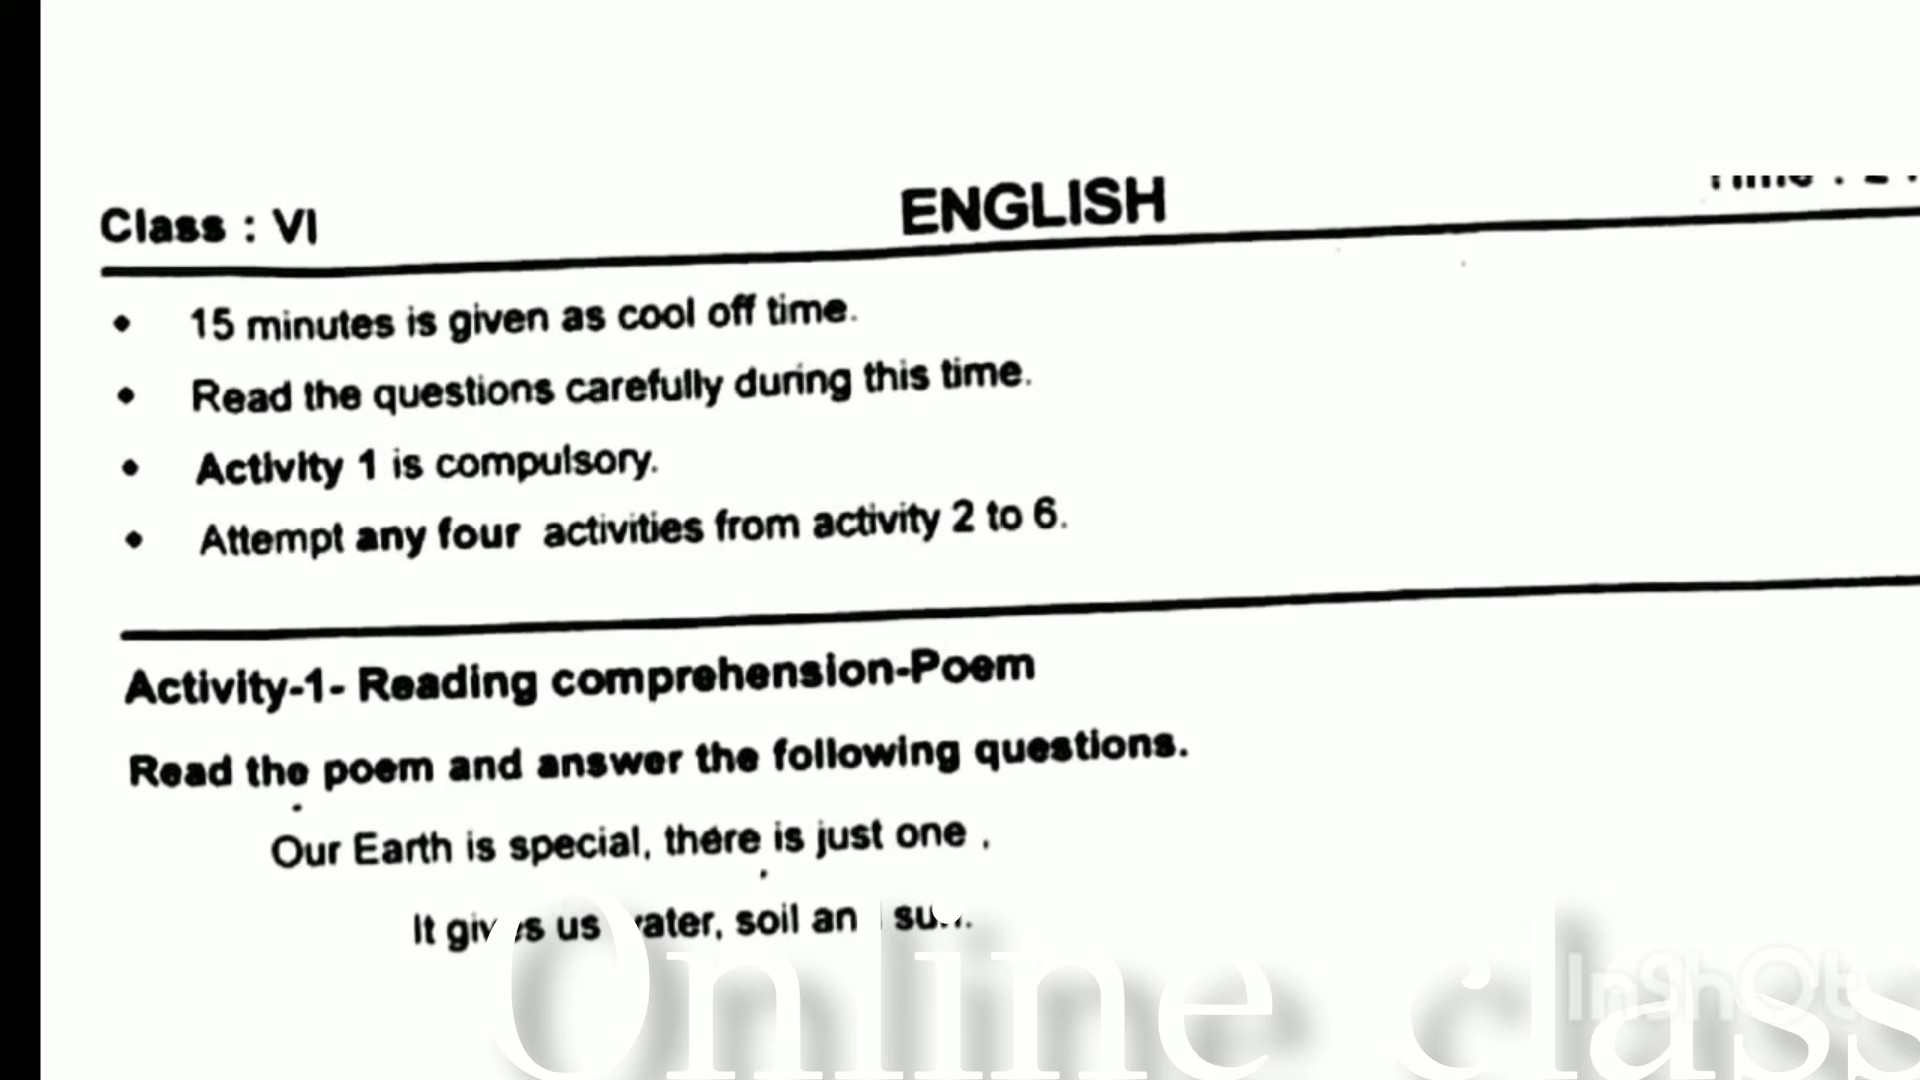 Class : VI
ENGLISH
15 minutes is given as cool off time.
Read the questions carefully during this time.
Activity 1 is compulsory.
Attempt any four activities from activity 2 to 6.
Activity-1- Reading comprehension-Poem
Read the poem and answer the following questions.
Our Earth is special, there is just one ,
It gives us water, soil and sun.
Online class
InShOt